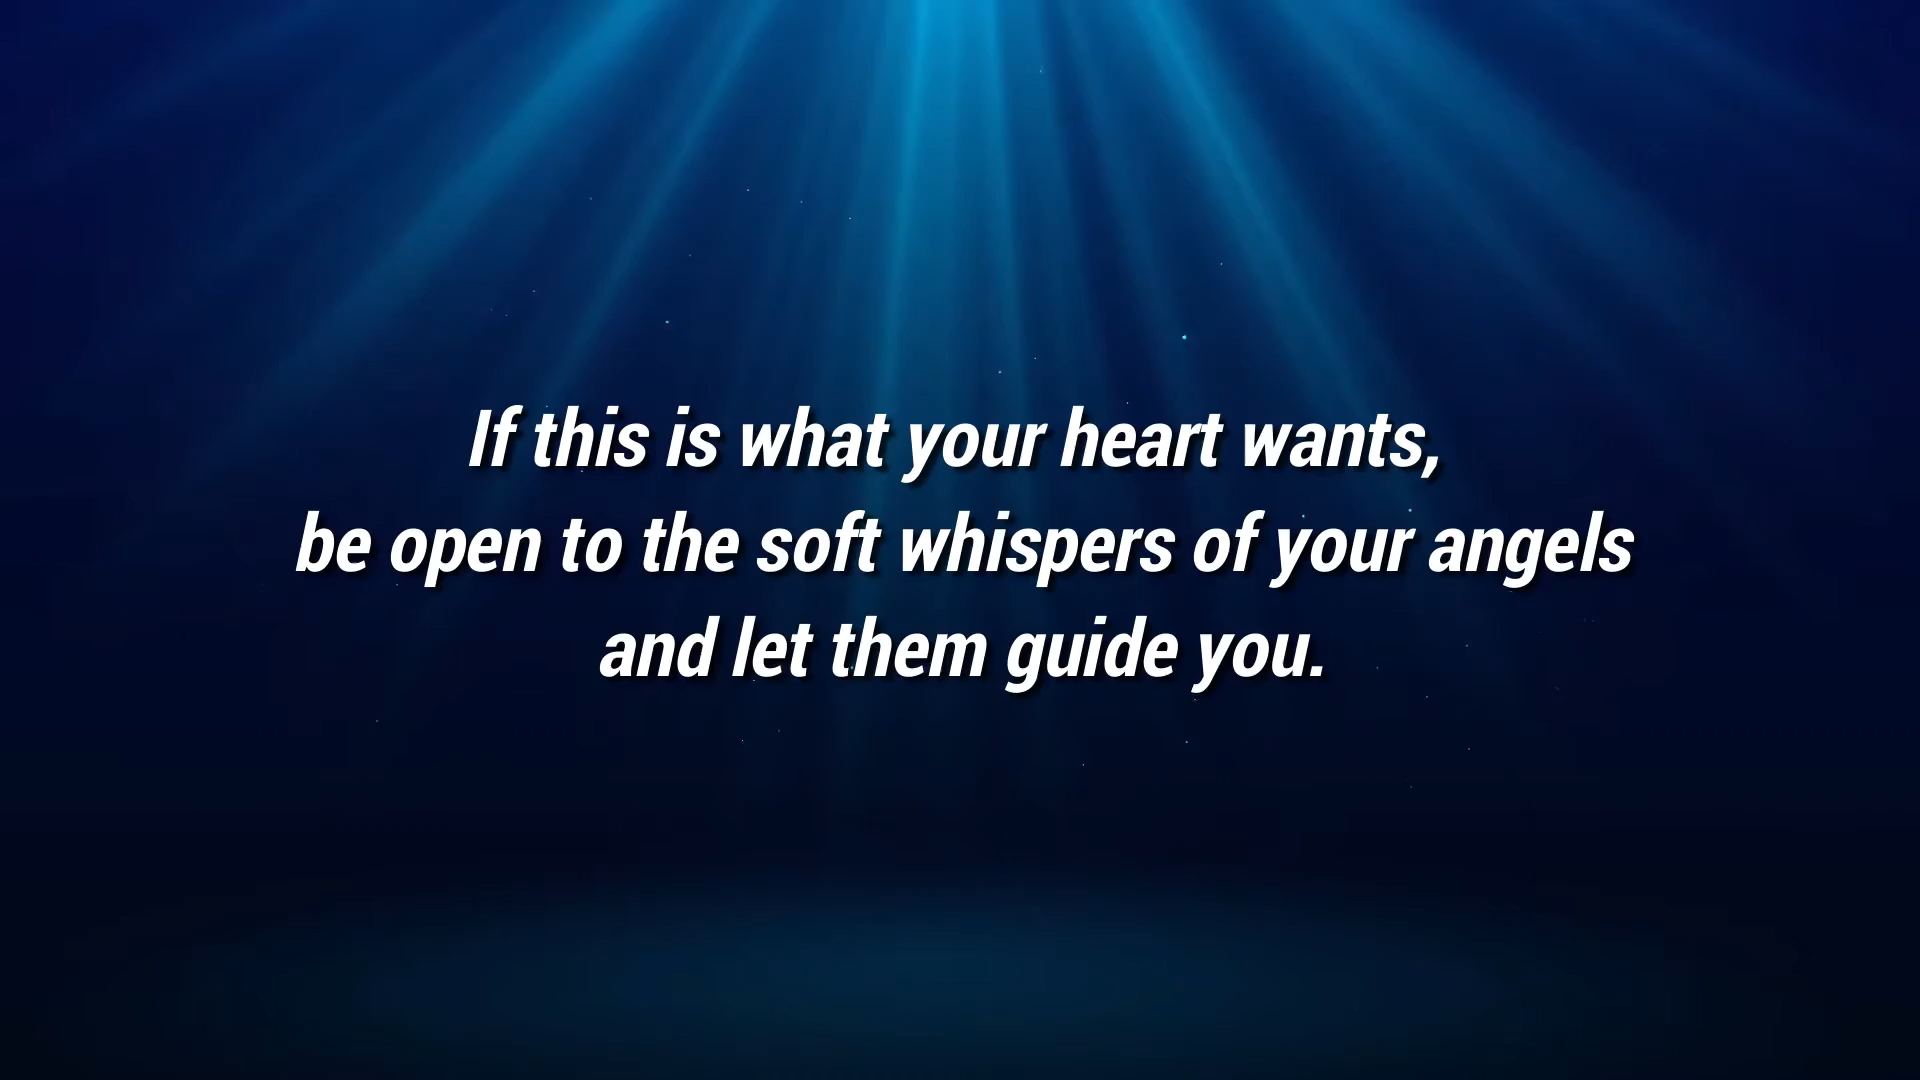 If this is what your heart wants,
be open to the soft whispers of your angels
and let them guide you.